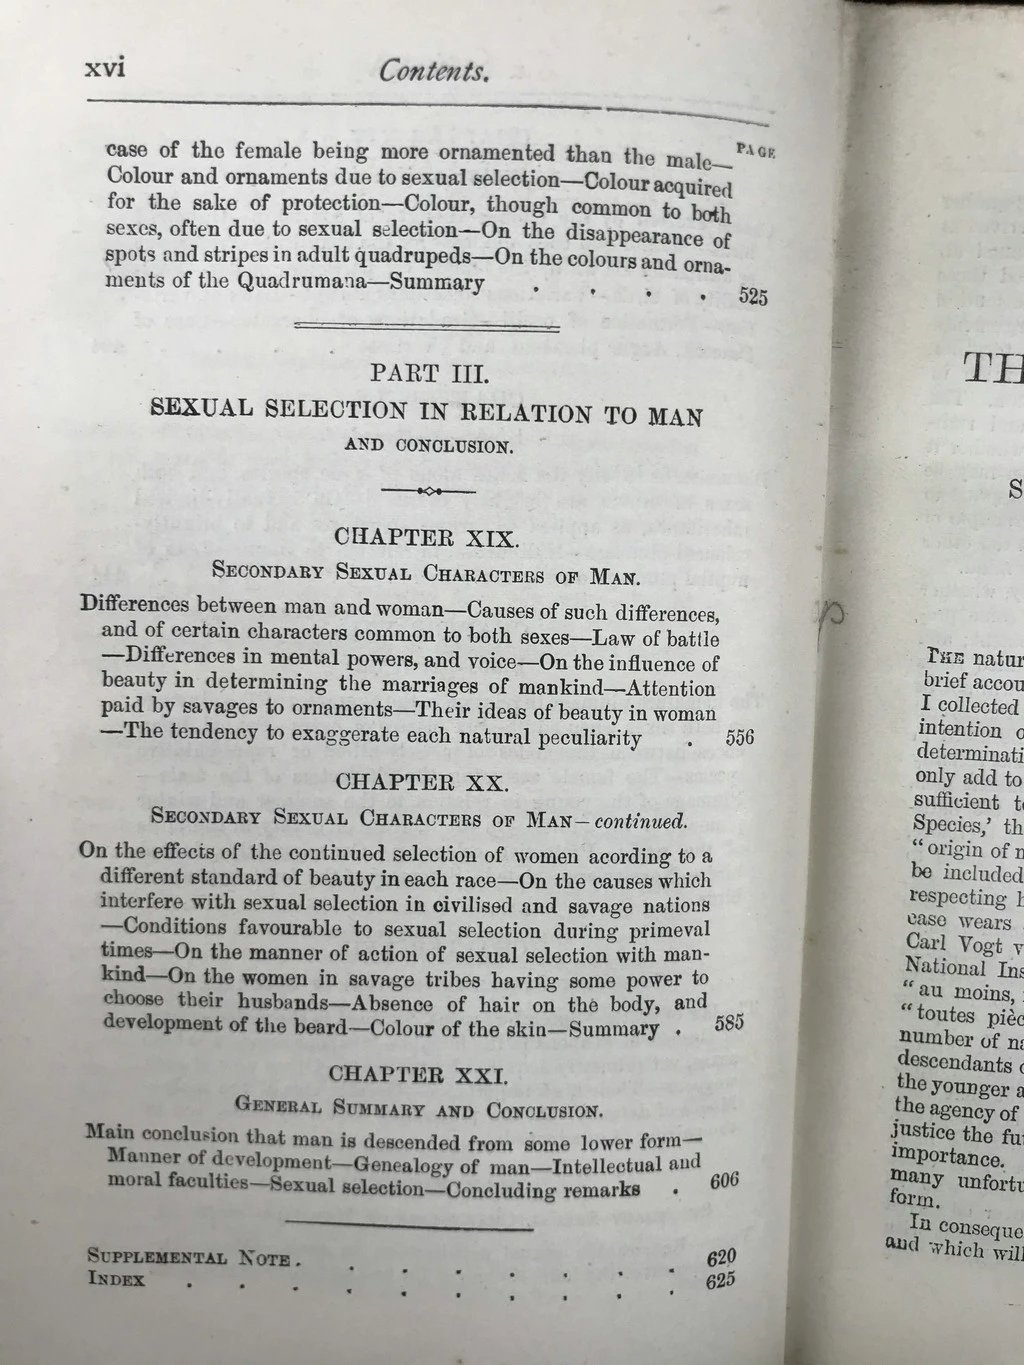 xvi
Contents.
PAGE
case of the female being more ornamented than the male—
Colour and ornaments due to sexual selection—Colour acquired
for the sake of protection—Colour, though common to both
sexes, often due to sexual selection—On the disappearance of
spots and stripes in adult quadrupeds—On the colours and orna-
ments of the Quadrumana—Summary . . . . 525
PART III.
SEXUAL SELECTION IN RELATION TO MAN
AND CONCLUSION.
CHAPTER XIX.
SECONDARY SEXUAL CHARACTERS OF MAN.
Differences between man and woman—Causes of such differences,
and of certain characters common to both sexes—Law of battle
—Differences in mental powers, and voice—On the influence of
beauty in determining the marriages of mankind—Attention
paid by savages to ornaments—Their ideas of beauty in woman
—The tendency to exaggerate each natural peculiarity . 556
CHAPTER XX.
SECONDARY SEXUAL CHARACTERS OF MAN—continued.
On the effects of the continued selection of women acording to a
different standard of beauty in each race—On the causes which
interfere with sexual selection in civilised and savage nations
—Conditions favourable to sexual selection during primeval
times—On the manner of action of sexual selection with man-
kind—On the women in savage tribes having some power to
choose their husbands—Absence of hair on the body, and
development of the beard—Colour of the skin—Summary . 585
CHAPTER XXI.
GENERAL SUMMARY AND CONCLUSION.
Main conclusion that man is descended from some lower form—
Manner of development—Genealogy of man—Intellectual and
moral faculties—Sexual selection—Concluding remarks . 606
SUPPLEMENTAL NOTE . . . . . . . . 620
INDEX . . . . . . . . . . 625
TH
S
THE natur
brief accou
I collected
intention o
determinati
only add to
sufficient t
Species,' th
"origin of m
be included
respecting h
case wears
Carl Vogt
National Ins
"au moins,
"toutes pièc
number of na
descendants
the younger a
the agency of
justice the fu
importance.
many unfortu
form.
In conseque
and which will